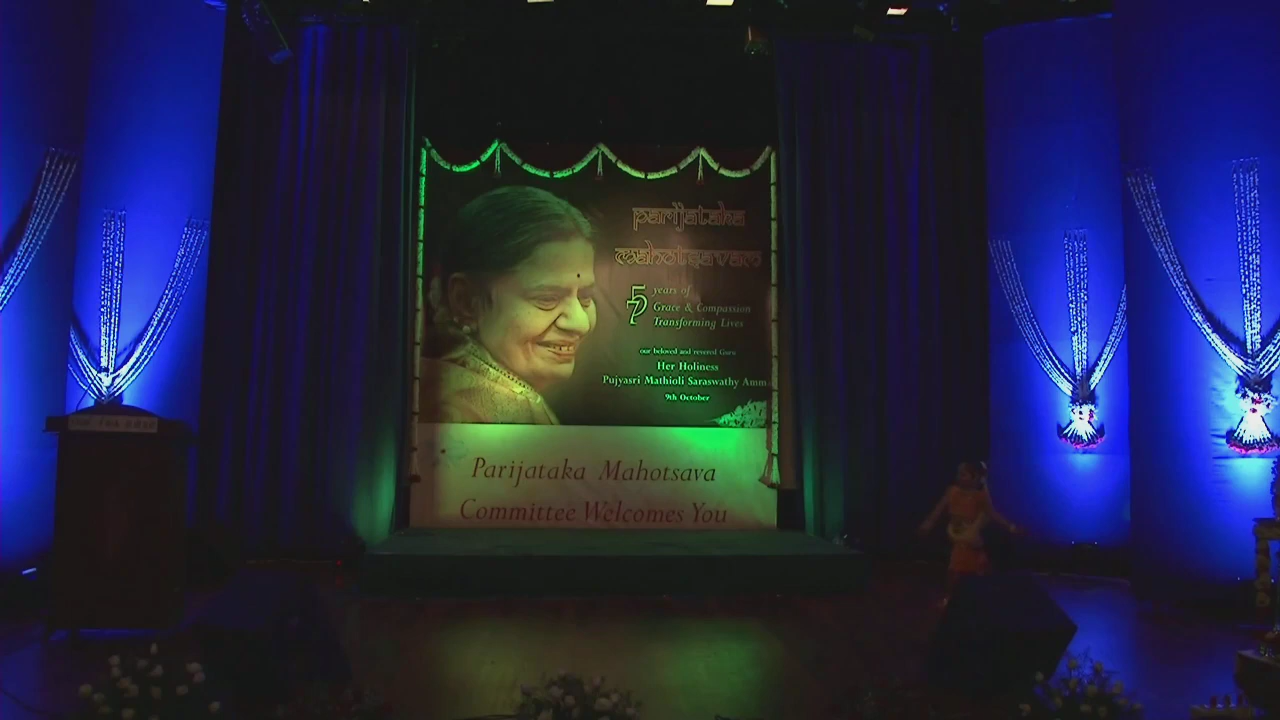 Parijataka
Mahotsavam
57 years of
Grace & Compassion
Transforming Lives
our beloved and revered Guru
Her Holiness
Pujyasri Mathioli Saraswathy Amm
9th October
Parijataka Mahotsava
Committee Welcomes You